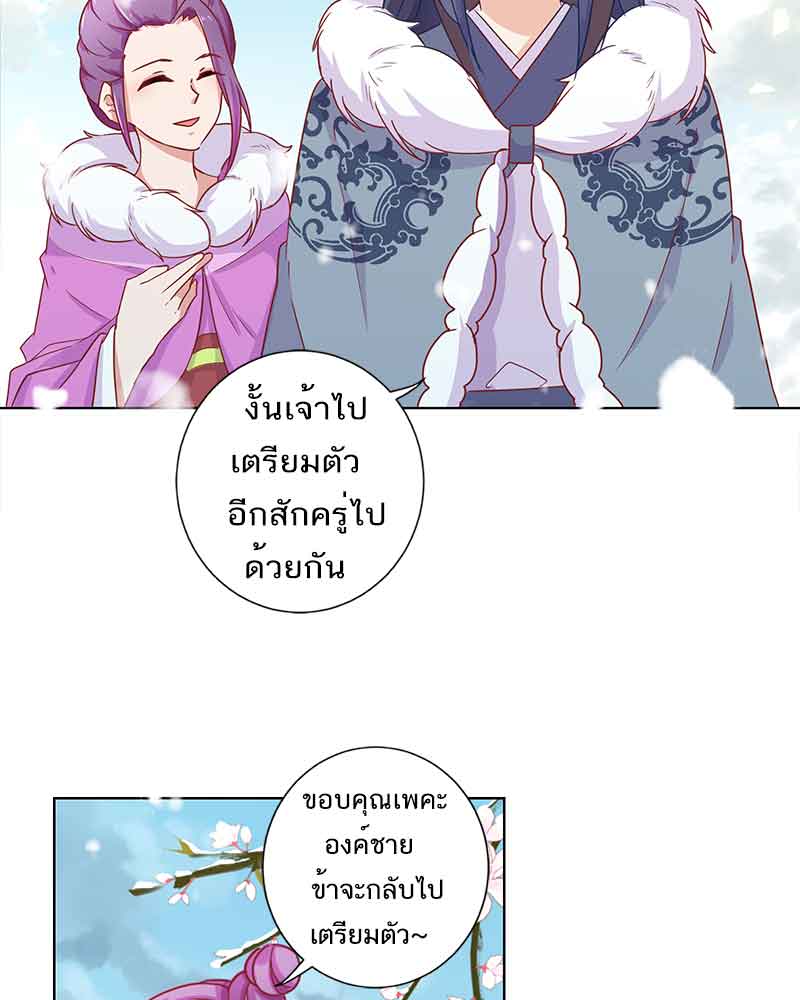 งั้นเจ้าไป
เตรียมตัว
อีกสักครู่ไป
ด้วยกัน
ขอบคุณเพคะ
องค์ชาย
ข้าจะกลับไป
เตรียมตัว~